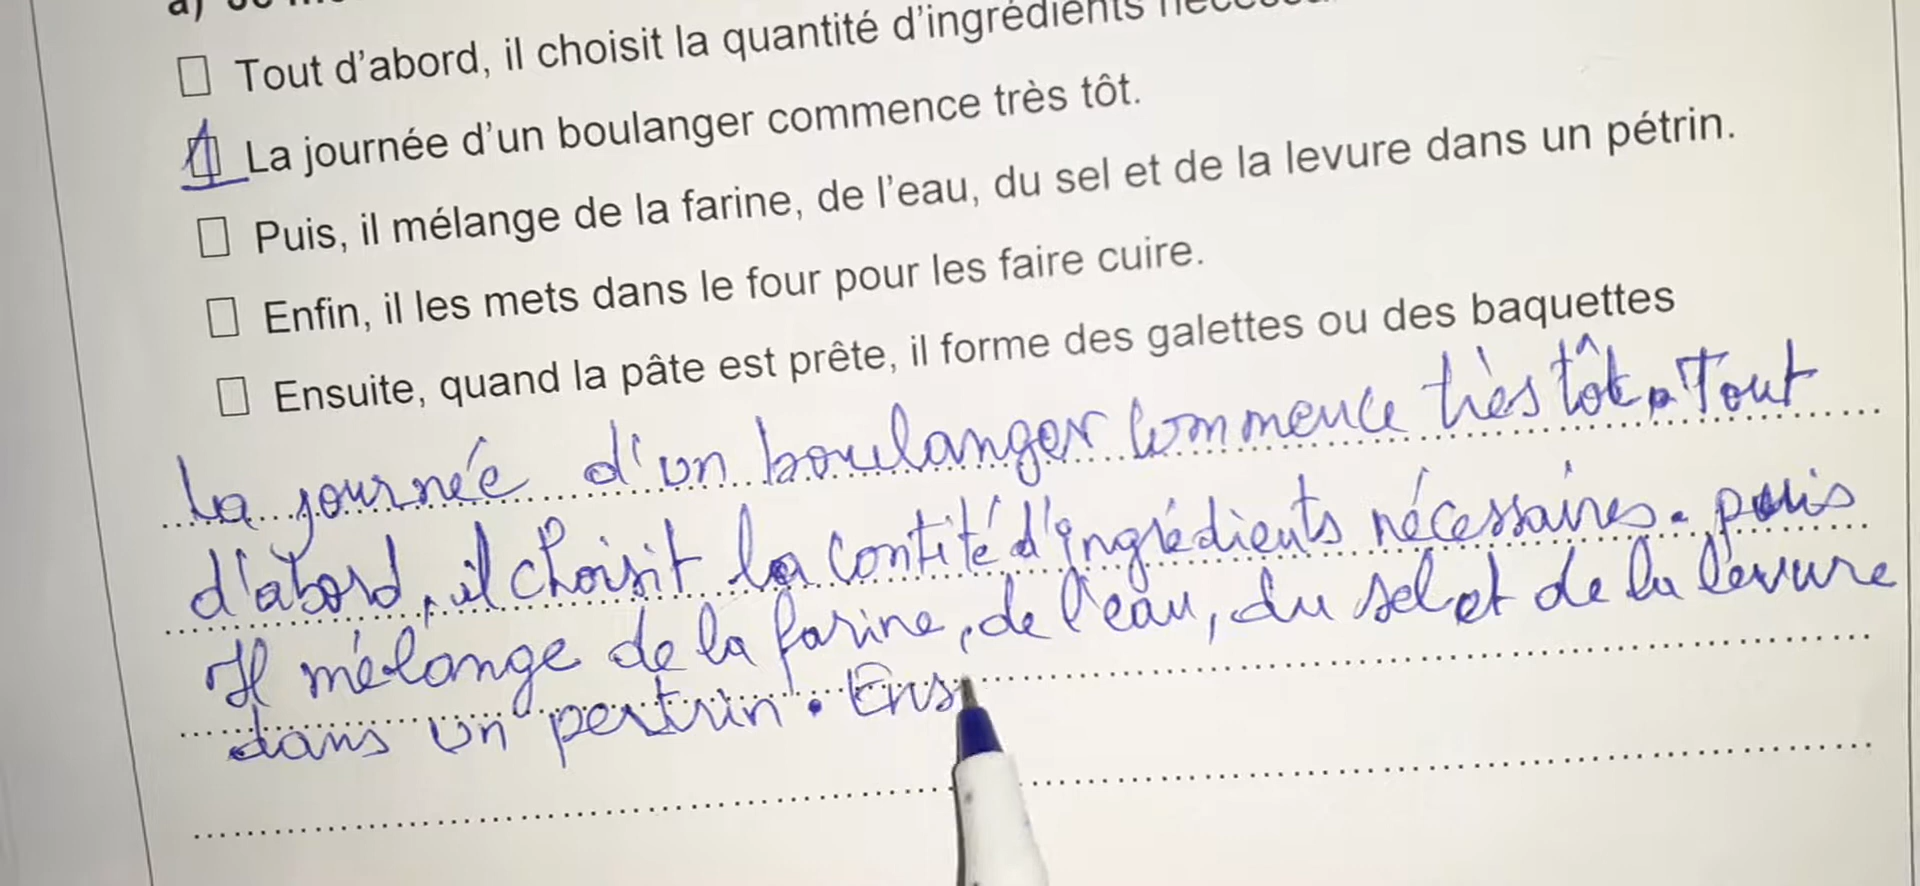 a)
Tout d'abord, il choisit la quantité d'ingrédients
1 La journée d'un boulanger commence très tôt.
Puis, il mélange de la farine, de l'eau, du sel et de la levure dans un pétrin.
Enfin, il les mets dans le four pour les faire cuire.
Ensuite, quand la pâte est prête, il forme des galettes ou des baquettes
La journée d'un boulanger commence très tôt. Tout
d'abord, il choisit la contité d'ingrédients nécessaires. puis
Il mélange de la farine, de l'eau, du sel et de la levure
dans un pertrin. Ens